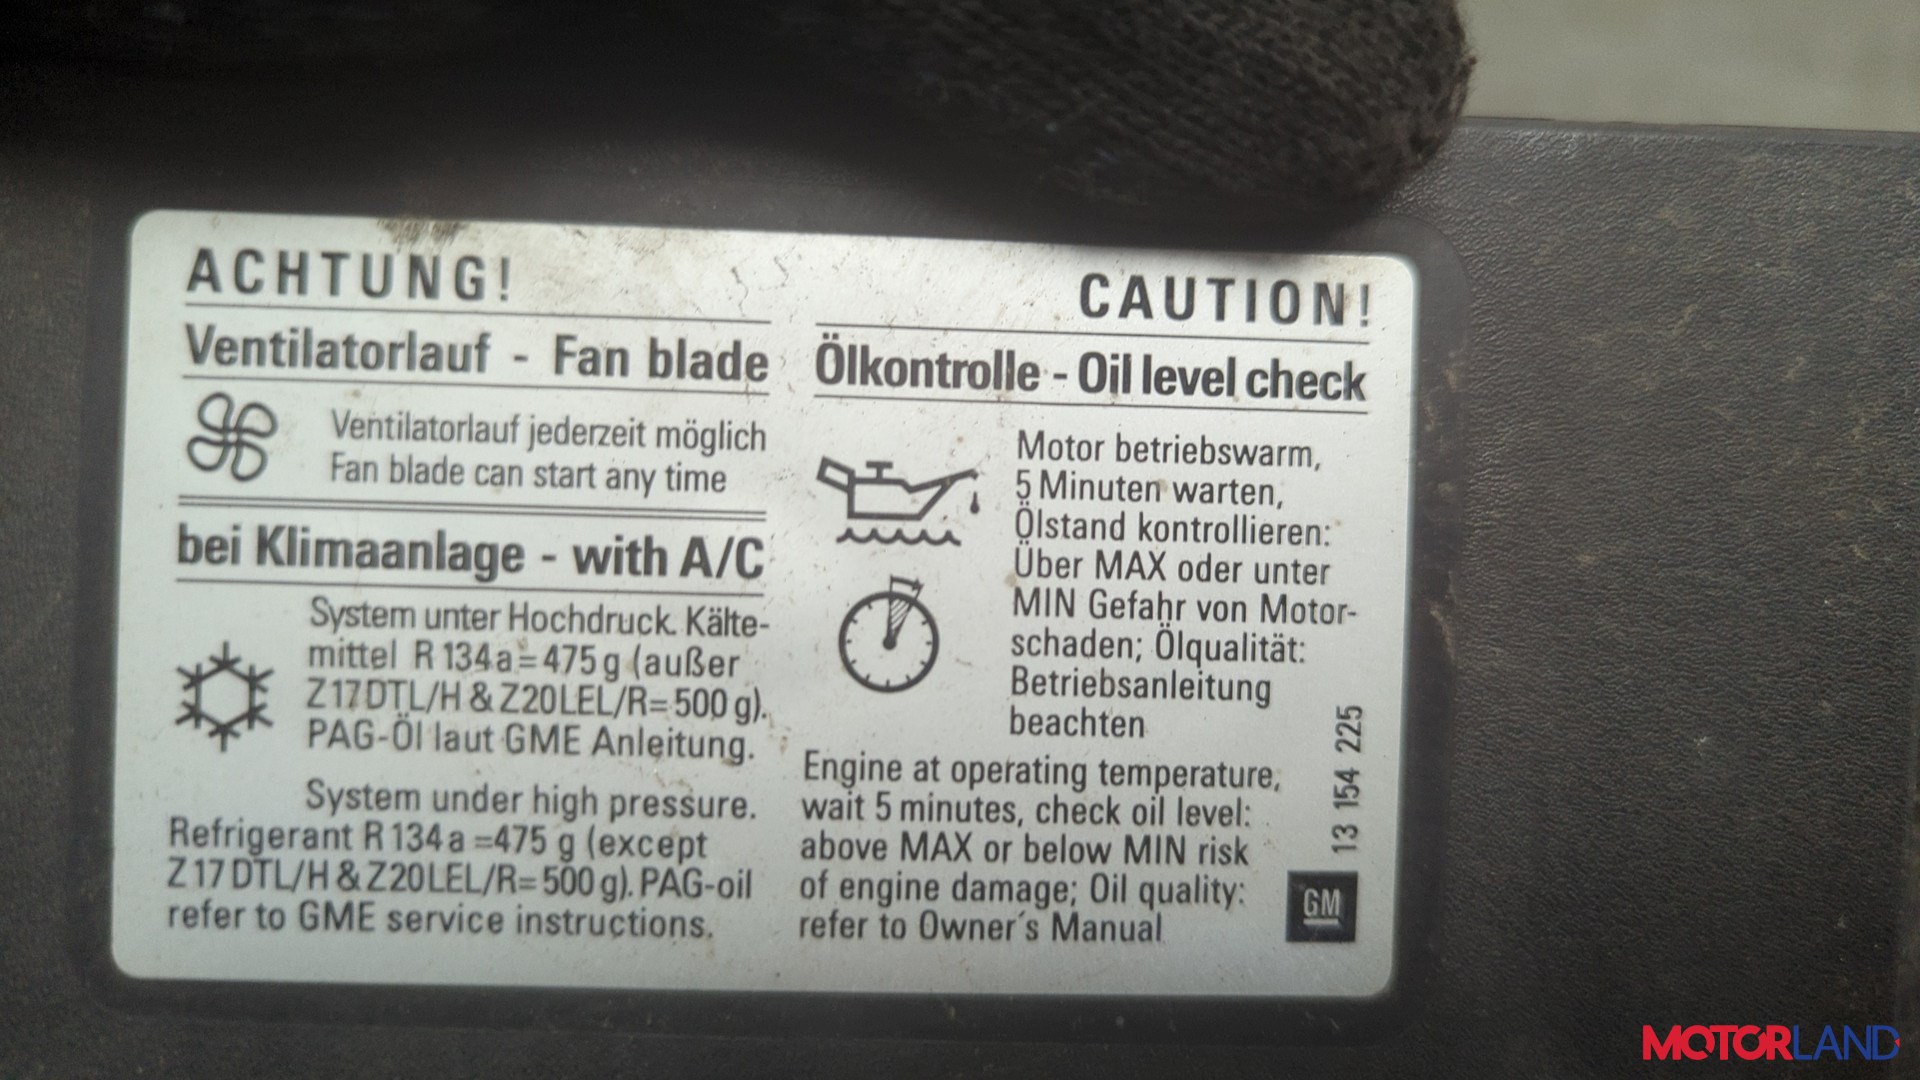 ACHTUNG!
Ventilatorlauf - Fan blade
Ventilatorlauf jederzeit möglich
Fan blade can start any time
bei Klimaanlage - with A/C
System unter Hochdruck. Kälte-
mittel R 134a = 475 g (außer
Z17DTL/H & Z20LEL/R= 500 g).
PAG-Öl laut GME Anleitung.
System under high pressure.
Refrigerant R 134a =475 g (except
Z17DTL/H & Z20LEL/R= 500 g). PAG-oil
refer to GME service instructions.
CAUTION!
Ölkontrolle - Oil level check
Motor betriebswarm,
5 Minuten warten,
Ölstand kontrollieren:
Über MAX oder unter
MIN Gefahr von Motor-
schaden; Ölqualität:
Betriebsanleitung
beachten
Engine at operating temperature,
wait 5 minutes, check oil level:
above MAX or below MIN risk
of engine damage; Oil quality:
refer to Owner´s Manual
13 154 225
GM
MOTORLAND